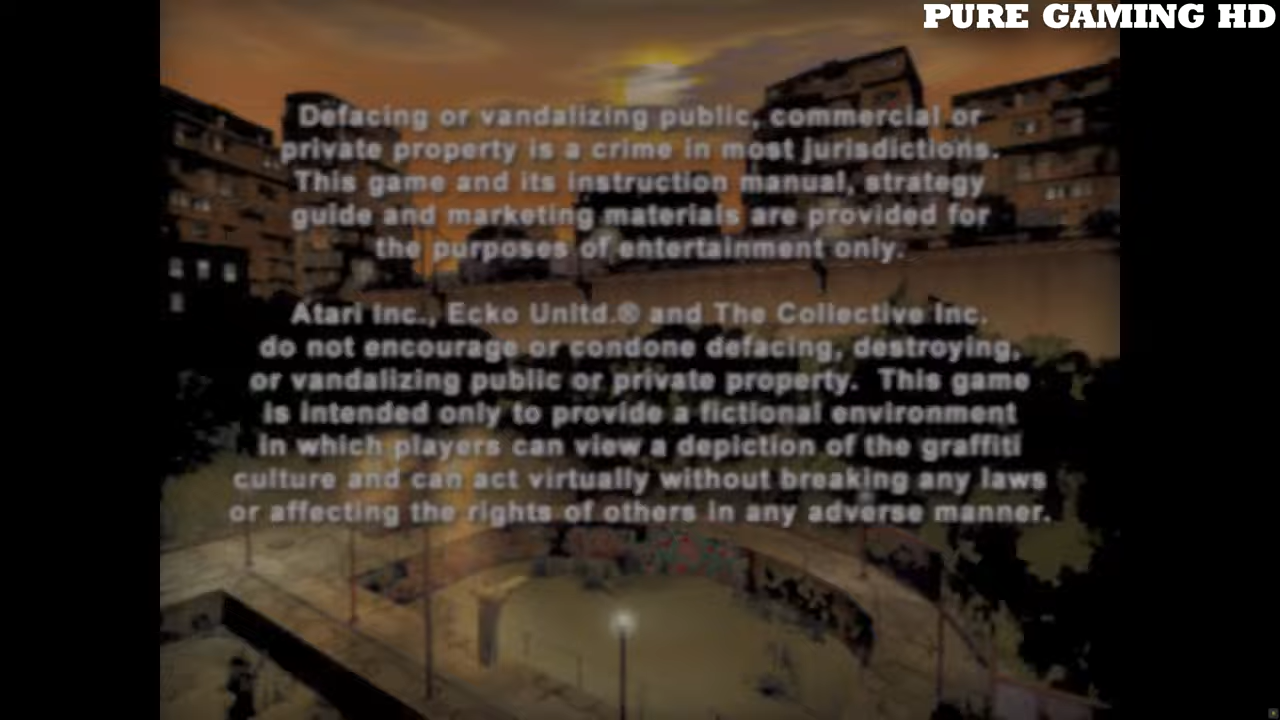 PURE GAMING HD
Defacing or vandalizing public, commercial or
private property is a crime in most jurisdictions.
This game and its instruction manual, strategy
guide and marketing materials are provided for
the purposes of entertainment only.
Atari Inc., Ecko Unltd.® and The Collective Inc.
do not encourage or condone defacing, destroying,
or vandalizing public or private property. This game
is intended only to provide a fictional environment
in which players can view a depiction of the graffiti
culture and can act virtually without breaking any laws
or affecting the rights of others in any adverse manner.